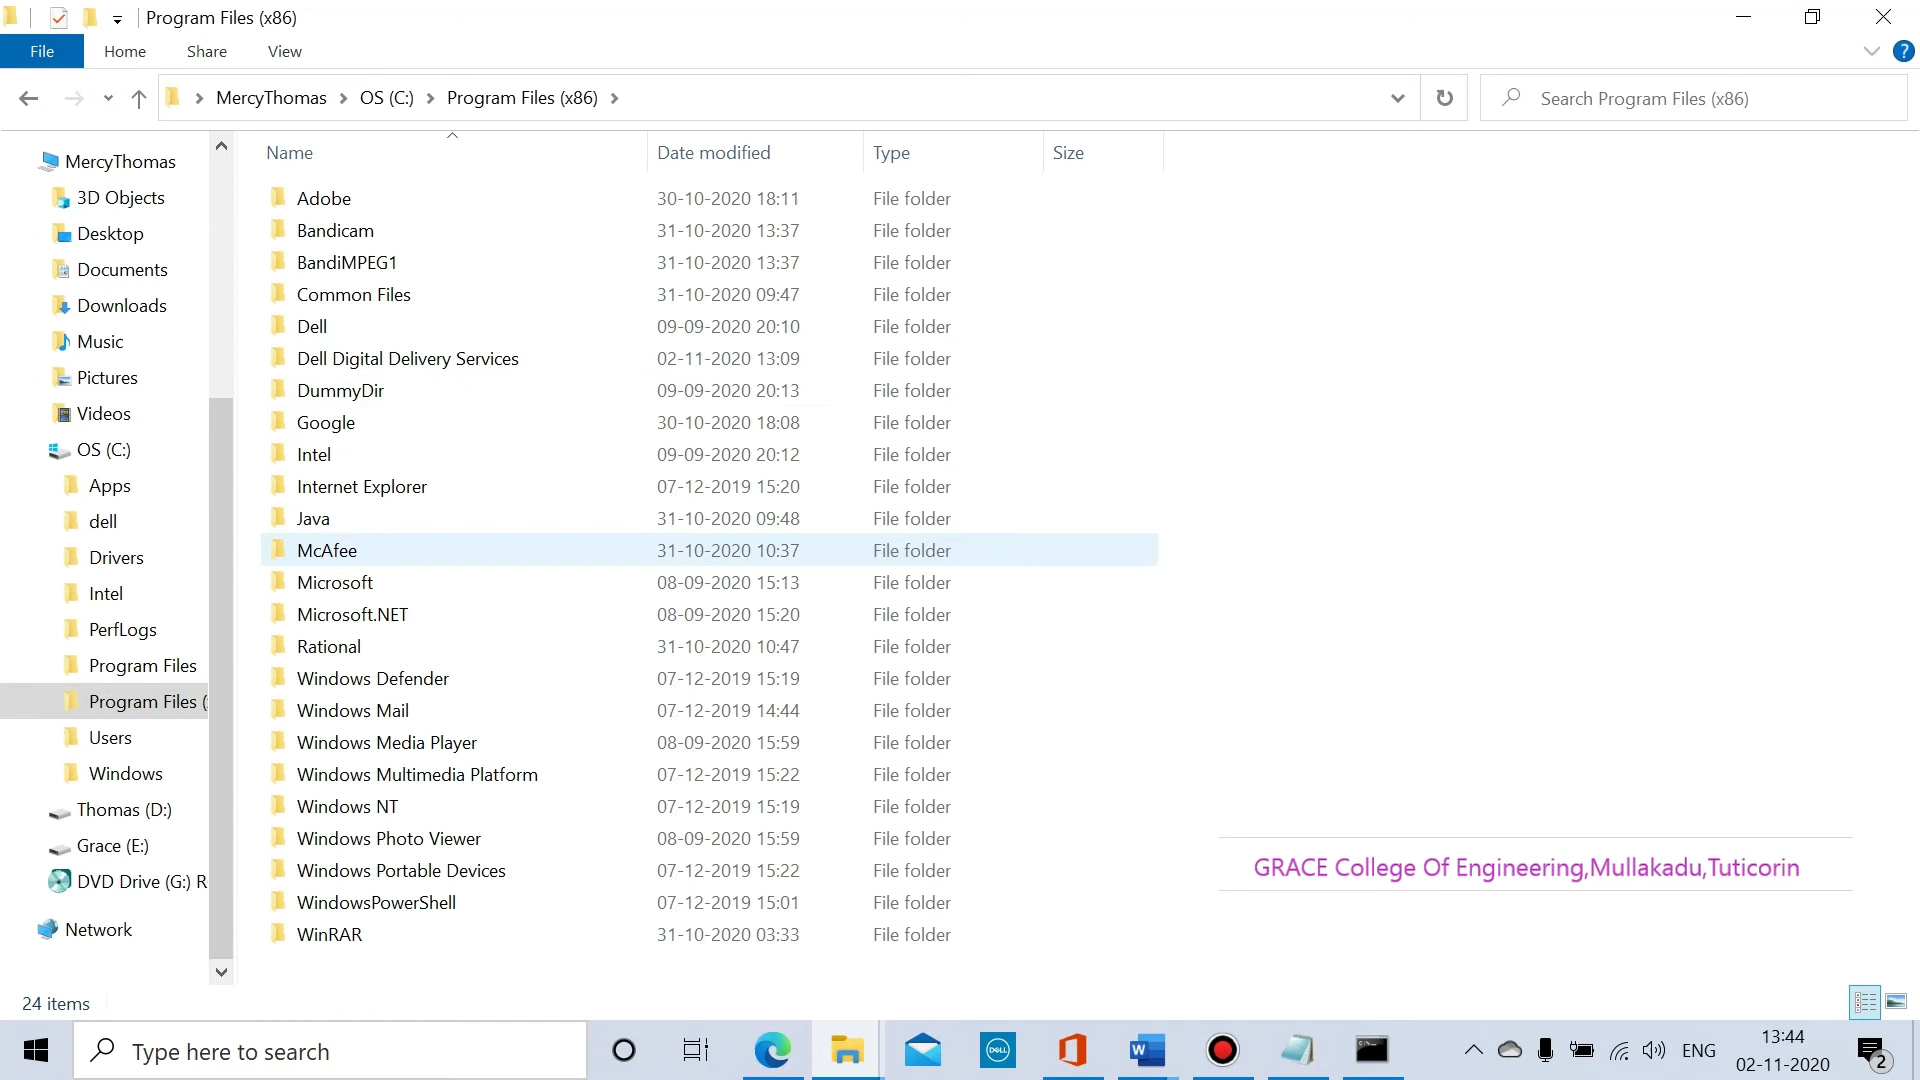 Program Files (x86)
File Home Share View
MercyThomas OS (C:) Program Files (x86)
Search Program Files (x86)
Name Date modified Type Size
MercyThomas
3D Objects
Desktop
Documents
Downloads
Music
Pictures
Videos
OS (C:)
Apps
dell
Drivers
Intel
PerfLogs
Program Files
Program Files (
Users
Windows
Thomas (D:)
Grace (E:)
DVD Drive (G:) R
Network
Adobe 30-10-2020 18:11 File folder
Bandicam 31-10-2020 13:37 File folder
BandiMPEG1 31-10-2020 13:37 File folder
Common Files 31-10-2020 09:47 File folder
Dell 09-09-2020 20:10 File folder
Dell Digital Delivery Services 02-11-2020 13:09 File folder
DummyDir 09-09-2020 20:13 File folder
Google 30-10-2020 18:08 File folder
Intel 09-09-2020 20:12 File folder
Internet Explorer 07-12-2019 15:20 File folder
Java 31-10-2020 09:48 File folder
McAfee 31-10-2020 10:37 File folder
Microsoft 08-09-2020 15:13 File folder
Microsoft.NET 08-09-2020 15:20 File folder
Rational 31-10-2020 10:47 File folder
Windows Defender 07-12-2019 15:19 File folder
Windows Mail 07-12-2019 14:44 File folder
Windows Media Player 08-09-2020 15:59 File folder
Windows Multimedia Platform 07-12-2019 15:22 File folder
Windows NT 07-12-2019 15:19 File folder
Windows Photo Viewer 08-09-2020 15:59 File folder
Windows Portable Devices 07-12-2019 15:22 File folder
WindowsPowerShell 07-12-2019 15:01 File folder
WinRAR 31-10-2020 03:33 File folder
GRACE College Of Engineering,Mullakadu,Tuticorin
24 items
Type here to search
DELL
W
ENG
13:44
02-11-2020
2